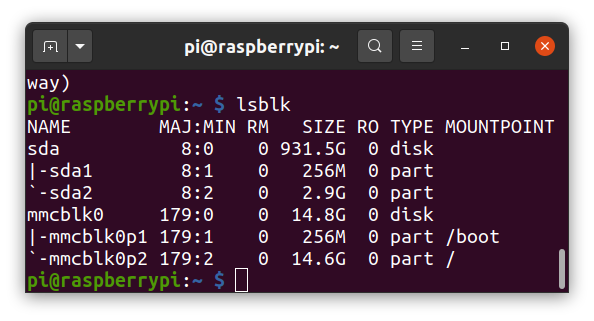 pi@raspberrypi: ~
way)
pi@raspberrypi:~ $ lsblk
NAME        MAJ:MIN RM   SIZE RO TYPE MOUNTPOINT
sda           8:0    0 931.5G  0 disk
|-sda1        8:1    0   256M  0 part
`-sda2        8:2    0   2.9G  0 part
mmcblk0     179:0    0  14.8G  0 disk
|-mmcblk0p1 179:1    0   256M  0 part /boot
`-mmcblk0p2 179:2    0  14.6G  0 part /
pi@raspberrypi:~ $